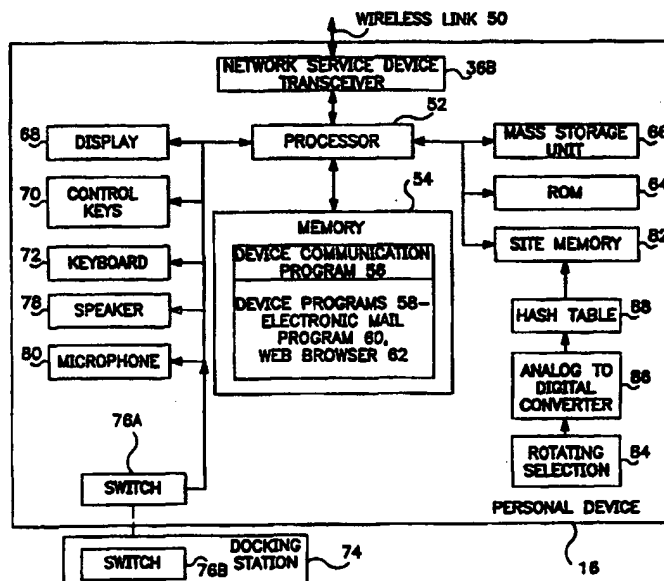 WIRELESS LINK 50
NETWORK SERVICE DEVICE
TRANSCEIVER
36B
52
68
DISPLAY
PROCESSOR
MASS STORAGE
UNIT
66
70
CONTROL
KEYS
54
ROM
64
MEMORY
SITE MEMORY
82
72
KEYBOARD
DEVICE COMMUNICATION
PROGRAM 56
78
SPEAKER
DEVICE PROGRAMS 58-
ELECTRONIC MAIL
PROGRAM 60,
WEB BROWSER 62
HASH TABLE
88
80
MICROPHONE
ANALOG TO
DIGITAL
CONVERTER
86
76A
ROTATING
SELECTION
84
SWITCH
PERSONAL DEVICE
SWITCH
76B
DOCKING
STATION
74
16